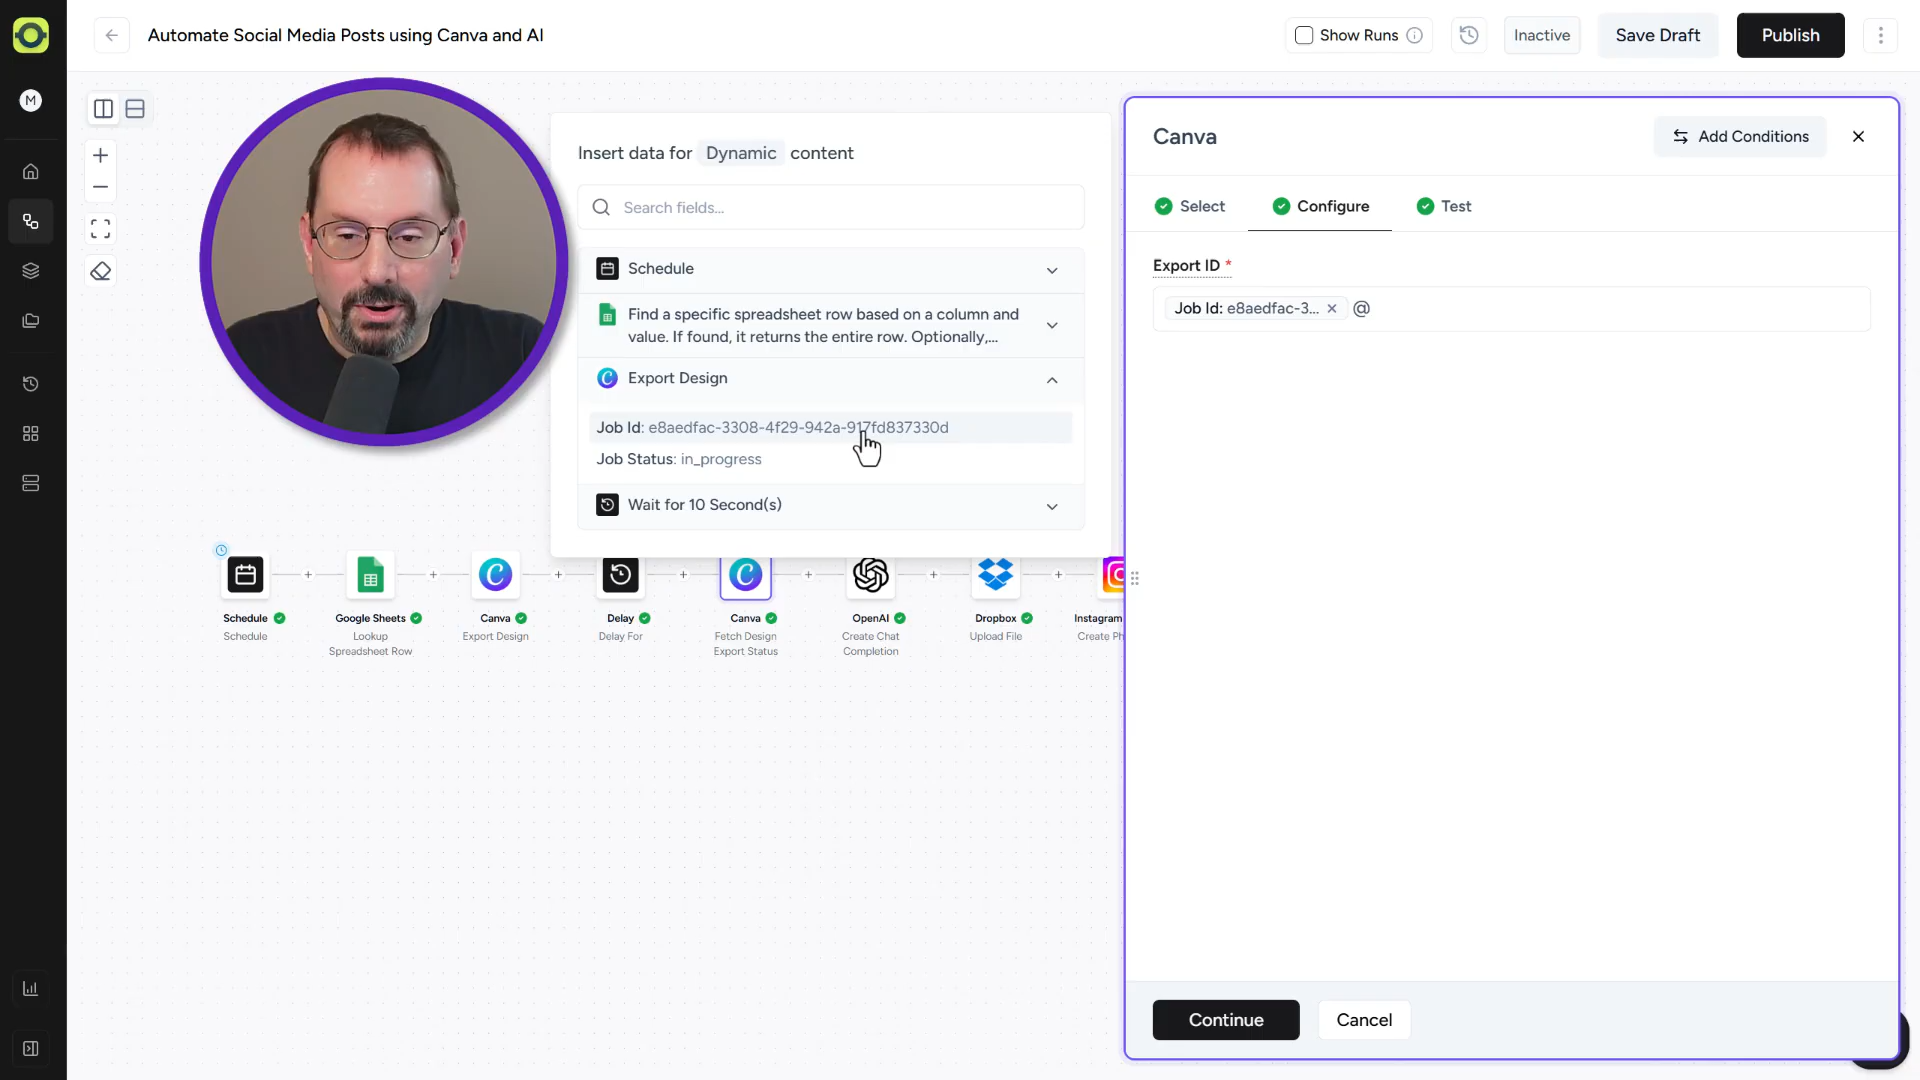 Automate Social Media Posts using Canva and AI
Show Runs
Inactive
Save Draft
Publish
M
Insert data for Dynamic content
Search fields...
Schedule
Find a specific spreadsheet row based on a column and
value. If found, it returns the entire row. Optionally,...
Export Design
Job Id: e8aedfac-3308-4f29-942a-917fd837330d
Job Status: in_progress
Wait for 10 Second(s)
Schedule
Schedule
Google Sheets
Lookup
Spreadsheet Row
Canva
Export Design
Delay
Delay For
Canva
Fetch Design
Export Status
OpenAI
Create Chat
Completion
Dropbox
Upload File
Instagram
Create Ph
Canva
Add Conditions
Select
Configure
Test
Export ID *
Job Id: e8aedfac-3... × @
Continue
Cancel